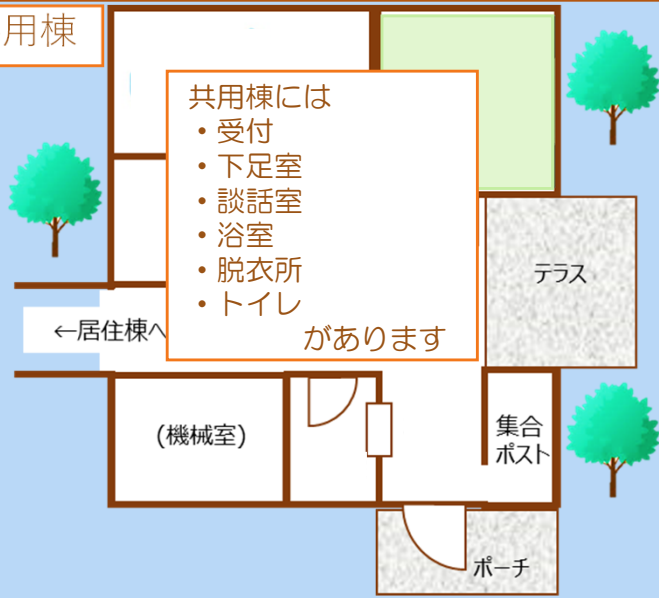 用棟
共用棟には
・受付
・下足室
・談話室
・浴室
・脱衣所
・トイレ
があります
テラス
←居住棟へ
(機械室)
集合
ポスト
ポーチ